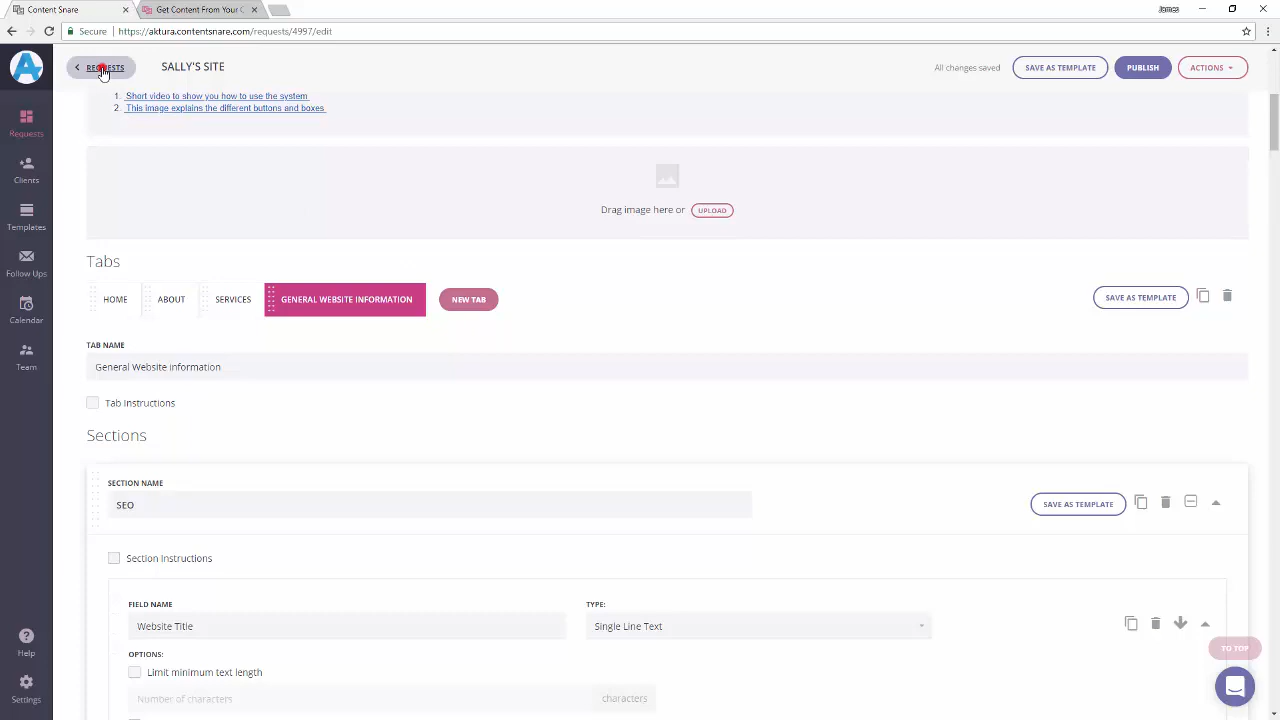 Content Snare
Get Content From Your C
James
Secure
https://aktura.contentsnare.com/requests/4997/edit
REQUESTS
SALLY'S SITE
All changes saved
SAVE AS TEMPLATE
PUBLISH
ACTIONS
Requests
Clients
Templates
Follow Ups
Calendar
Team
Help
Settings
1. Short video to show you how to use the system
2. This image explains the different buttons and boxes
Drag image here or UPLOAD
Tabs
HOME
ABOUT
SERVICES
GENERAL WEBSITE INFORMATION
NEW TAB
SAVE AS TEMPLATE
TAB NAME
General Website information
Tab Instructions
Sections
SECTION NAME
SEO
SAVE AS TEMPLATE
Section Instructions
FIELD NAME
TYPE:
Website Title
Single Line Text
OPTIONS:
Limit minimum text length
Number of characters
characters
TO TOP